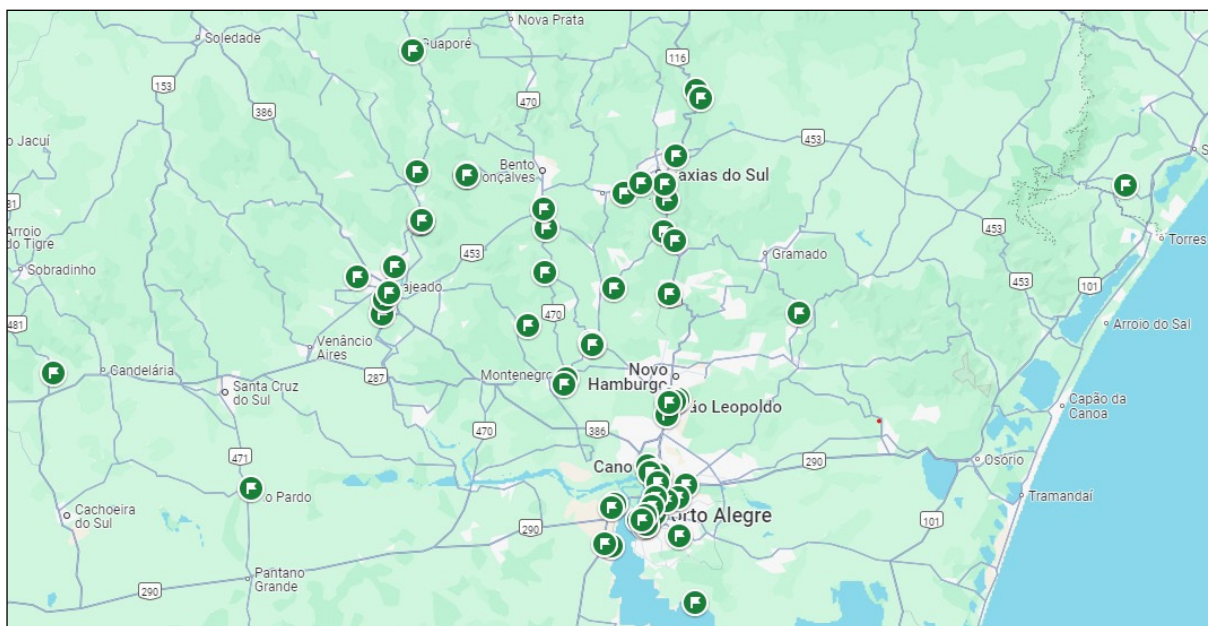 Nova Prata
Soledade
Guaporé
116
153
470
386
453
o Jacuí
Bento
Gonçalves
axias do Sul
S
81
Arroio
do Tigre
453
453
Gramado
Torres
Sobradinho
453
101
ajeado
481
470
Arroio do Sal
Venâncio
Aires
Candelária
287
Montenegro
Novo
Hamburgo
Santa Cruz
do Sul
ão Leopoldo
Capão da
Canoa
470
386
471
Cano
290
Osório
o Pardo
Tramandaí
Cachoeira
do Sul
orto Alegre
290
101
Pantano
Grande
290